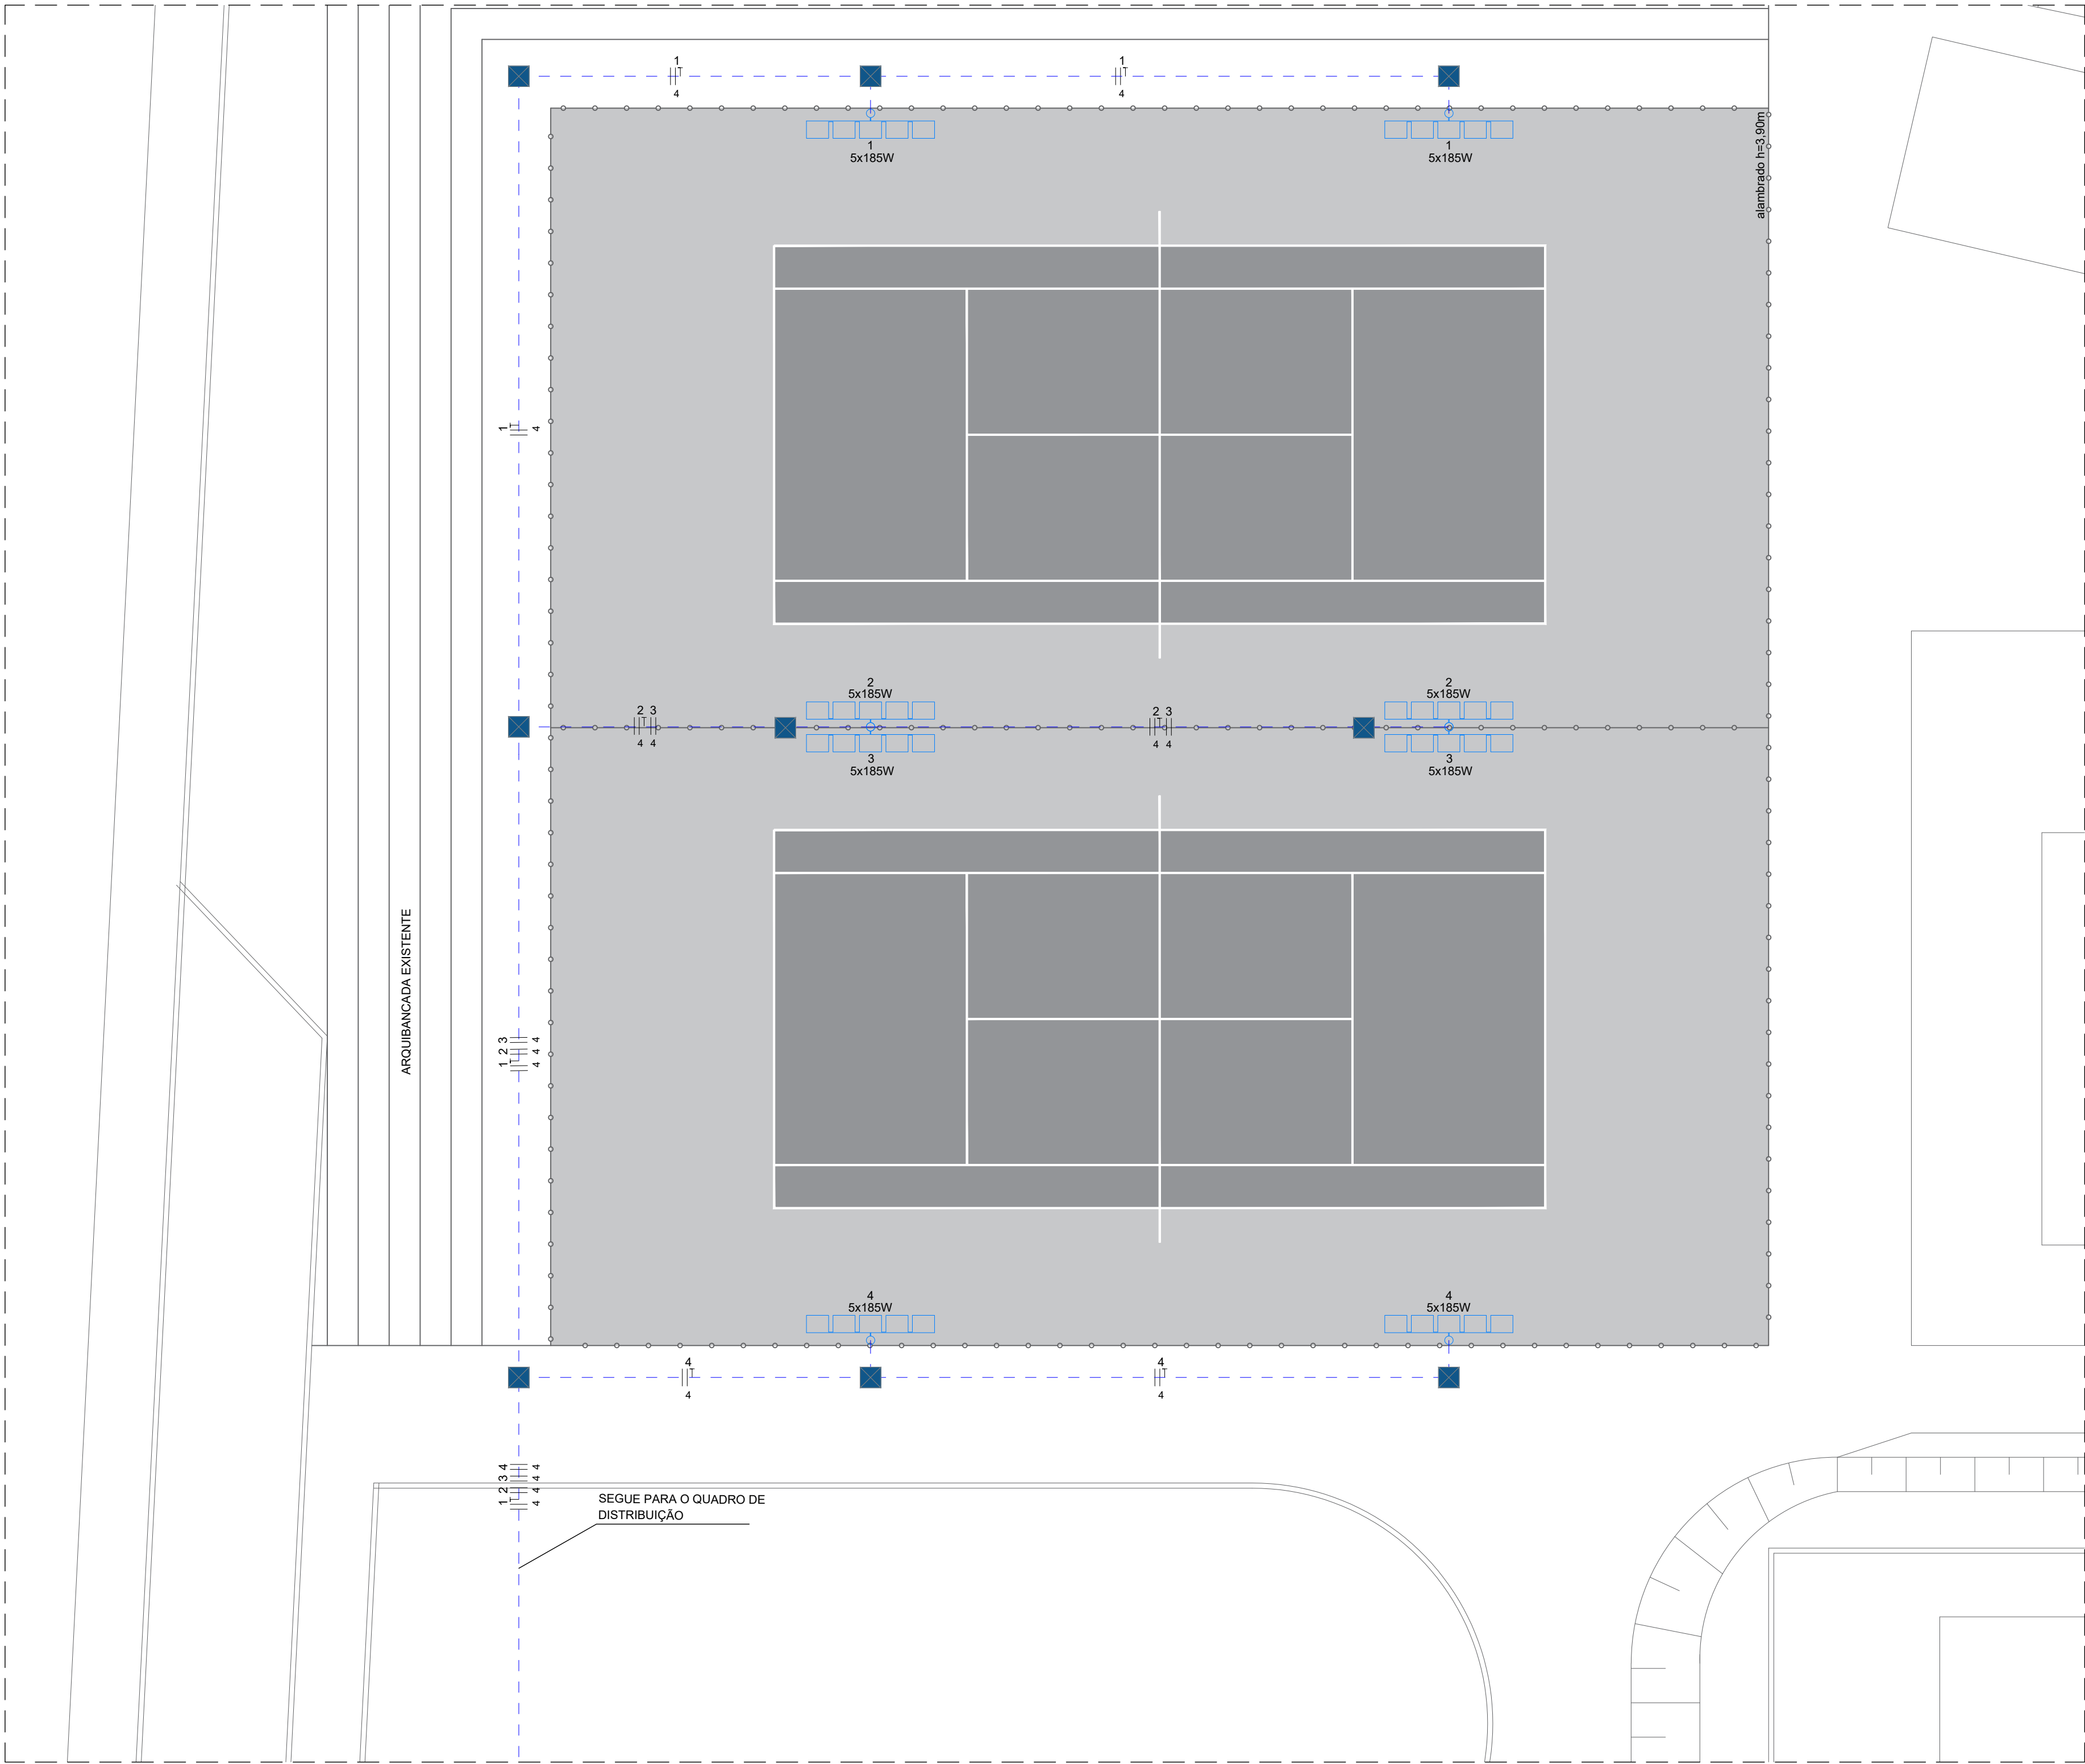 1
T
4
1
T
4
1
5x185W
1
5x185W
alambrado h=3,90m
1
T
4
2
5x185W
2
5x185W
2 3
T
4 4
2 3
T
4 4
3
5x185W
3
5x185W
ARQUIBANCADA EXISTENTE
1 2 3
T
4 4 4
4
5x185W
4
5x185W
4
T
4
4
T
4
1 2 3 4
T
4 4 4 4
SEGUE PARA O QUADRO DE
DISTRIBUIÇÃO